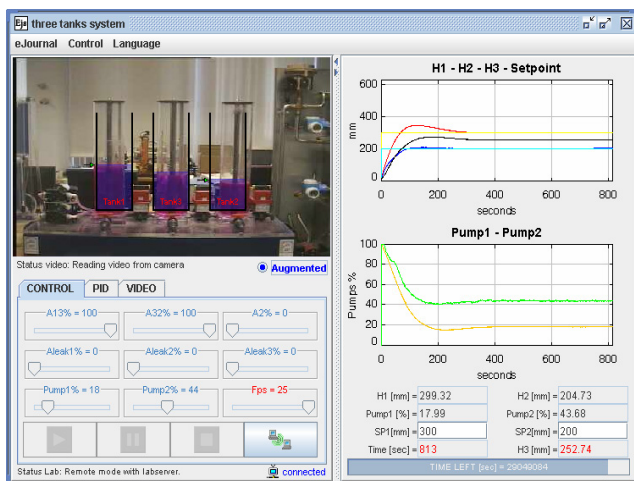 Ejs three tanks system
eJournal Control Language
Tank1 Tank3 Tank2
Status video: Reading video from camera
Augmented
CONTROL PID VIDEO
A13% = 100 A32% = 100 A2% = 0
Aleak1% = 0 Aleak2% = 0 Aleak3% = 0
Pump1% = 18 Pump2% = 44 Fps = 25
Status Lab: Remote mode with labserver.
connected
H1 - H2 - H3 - Setpoint
600
400
200
0
mm
0 200 400 600 800
seconds
Pump1 - Pump2
100
80
60
40
20
0
Pumps %
0 200 400 600 800
seconds
H1 [mm] = 299.32 H2 [mm] = 204.73
Pump1 [%] = 17.99 Pump2 [%] = 43.68
SP1[mm] = 300 SP2[mm] = 200
Time [sec] = 813 H3 [mm] = 252.74
TIME LEFT [sec] = 29049084